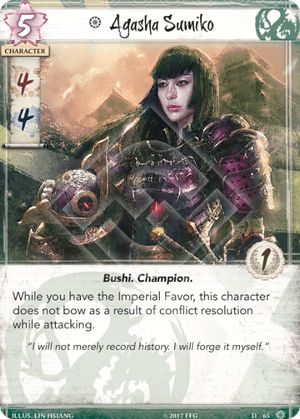 5
Agasha Sumiko
CHARACTER
4
4
Bushi. Champion.
1
While you have the Imperial Favor, this character
does not bow as a result of conflict resolution
while attacking.
“I will not merely record history. I will forge it myself.”
ILLUS. LIN HSIANG
© 2017 FFG
D 65